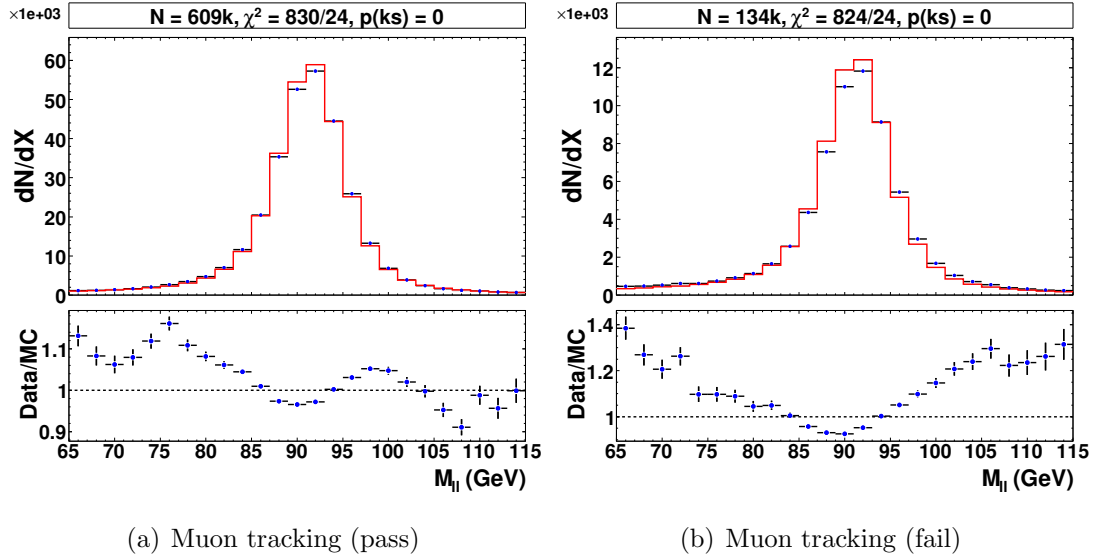 ×1e+03
N = 609k, χ² = 830/24, p(ks) = 0
dN/dX
60
50
40
30
20
10
0
Data/MC
1.1
1
0.9
65 70 75 80 85 90 95 100 105 110 115
M_ll (GeV)
(a) Muon tracking (pass)
×1e+03
N = 134k, χ² = 824/24, p(ks) = 0
dN/dX
12
10
8
6
4
2
0
Data/MC
1.4
1.2
1
65 70 75 80 85 90 95 100 105 110 115
M_ll (GeV)
(b) Muon tracking (fail)